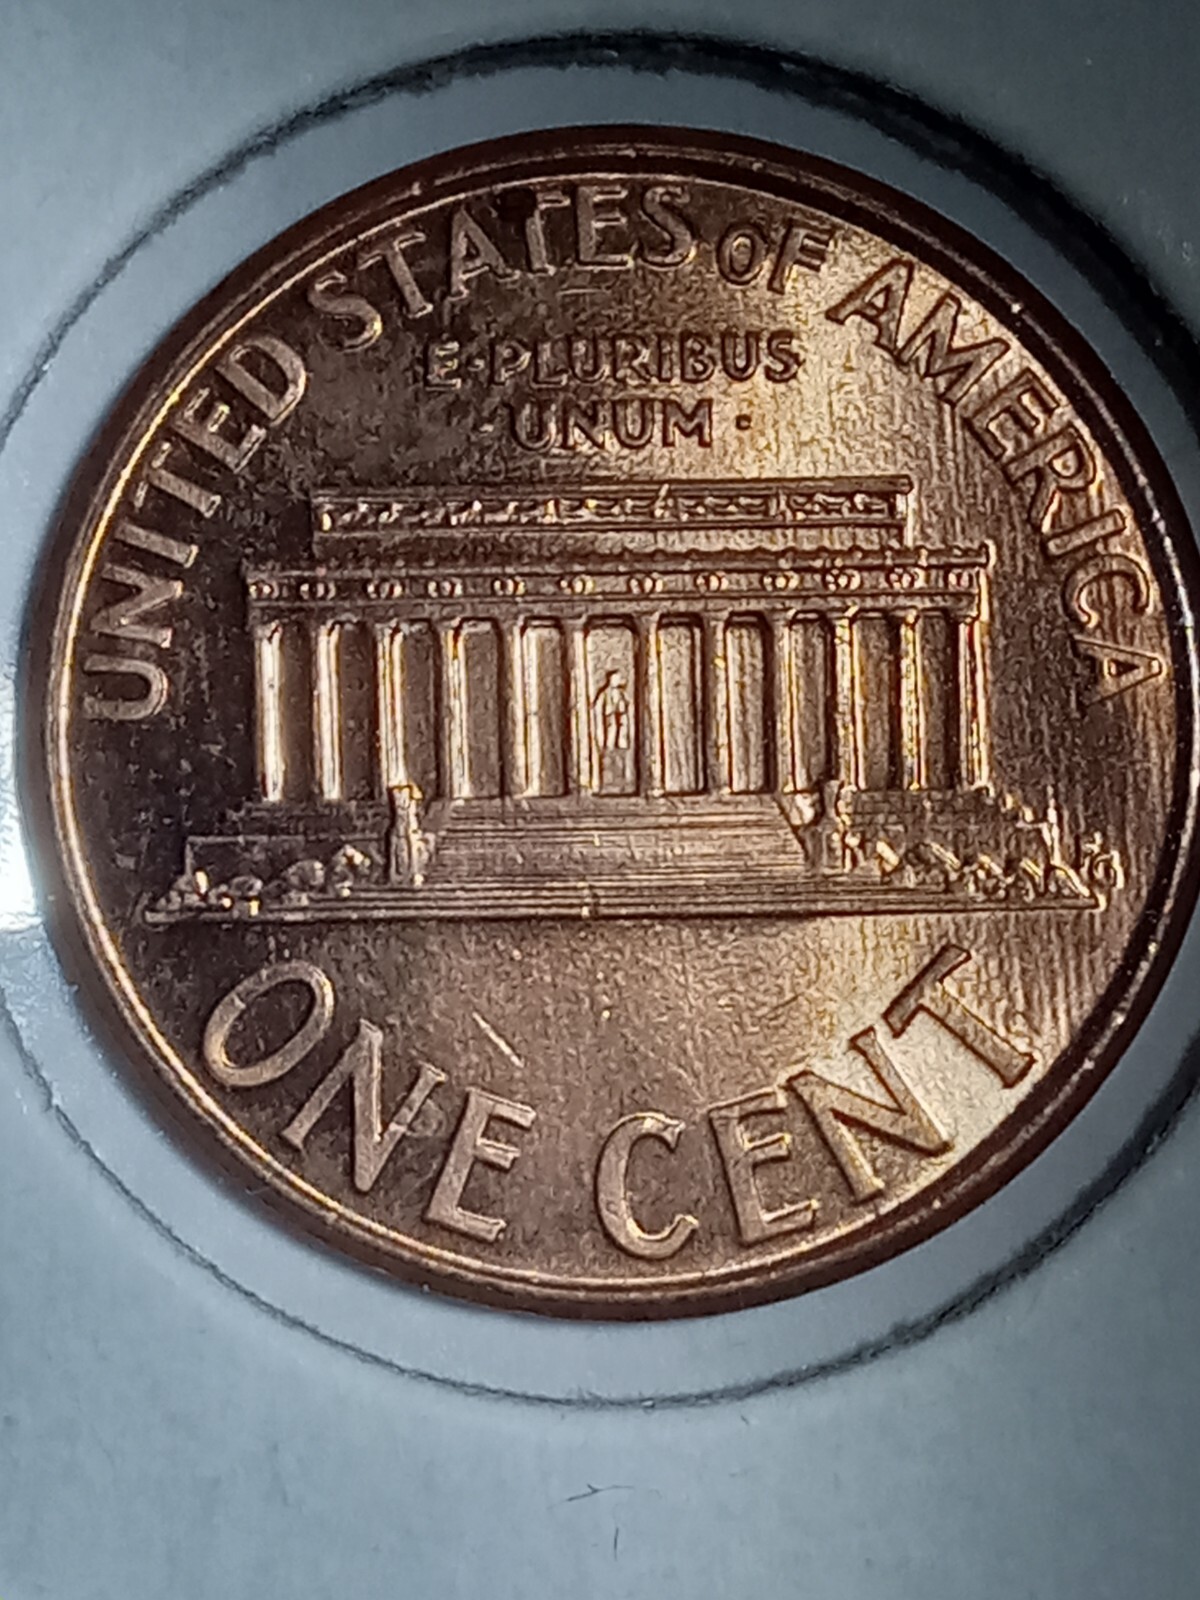 UNITED STATES OF AMERICA
E·PLURIBUS
·UNUM·
ONE CENT